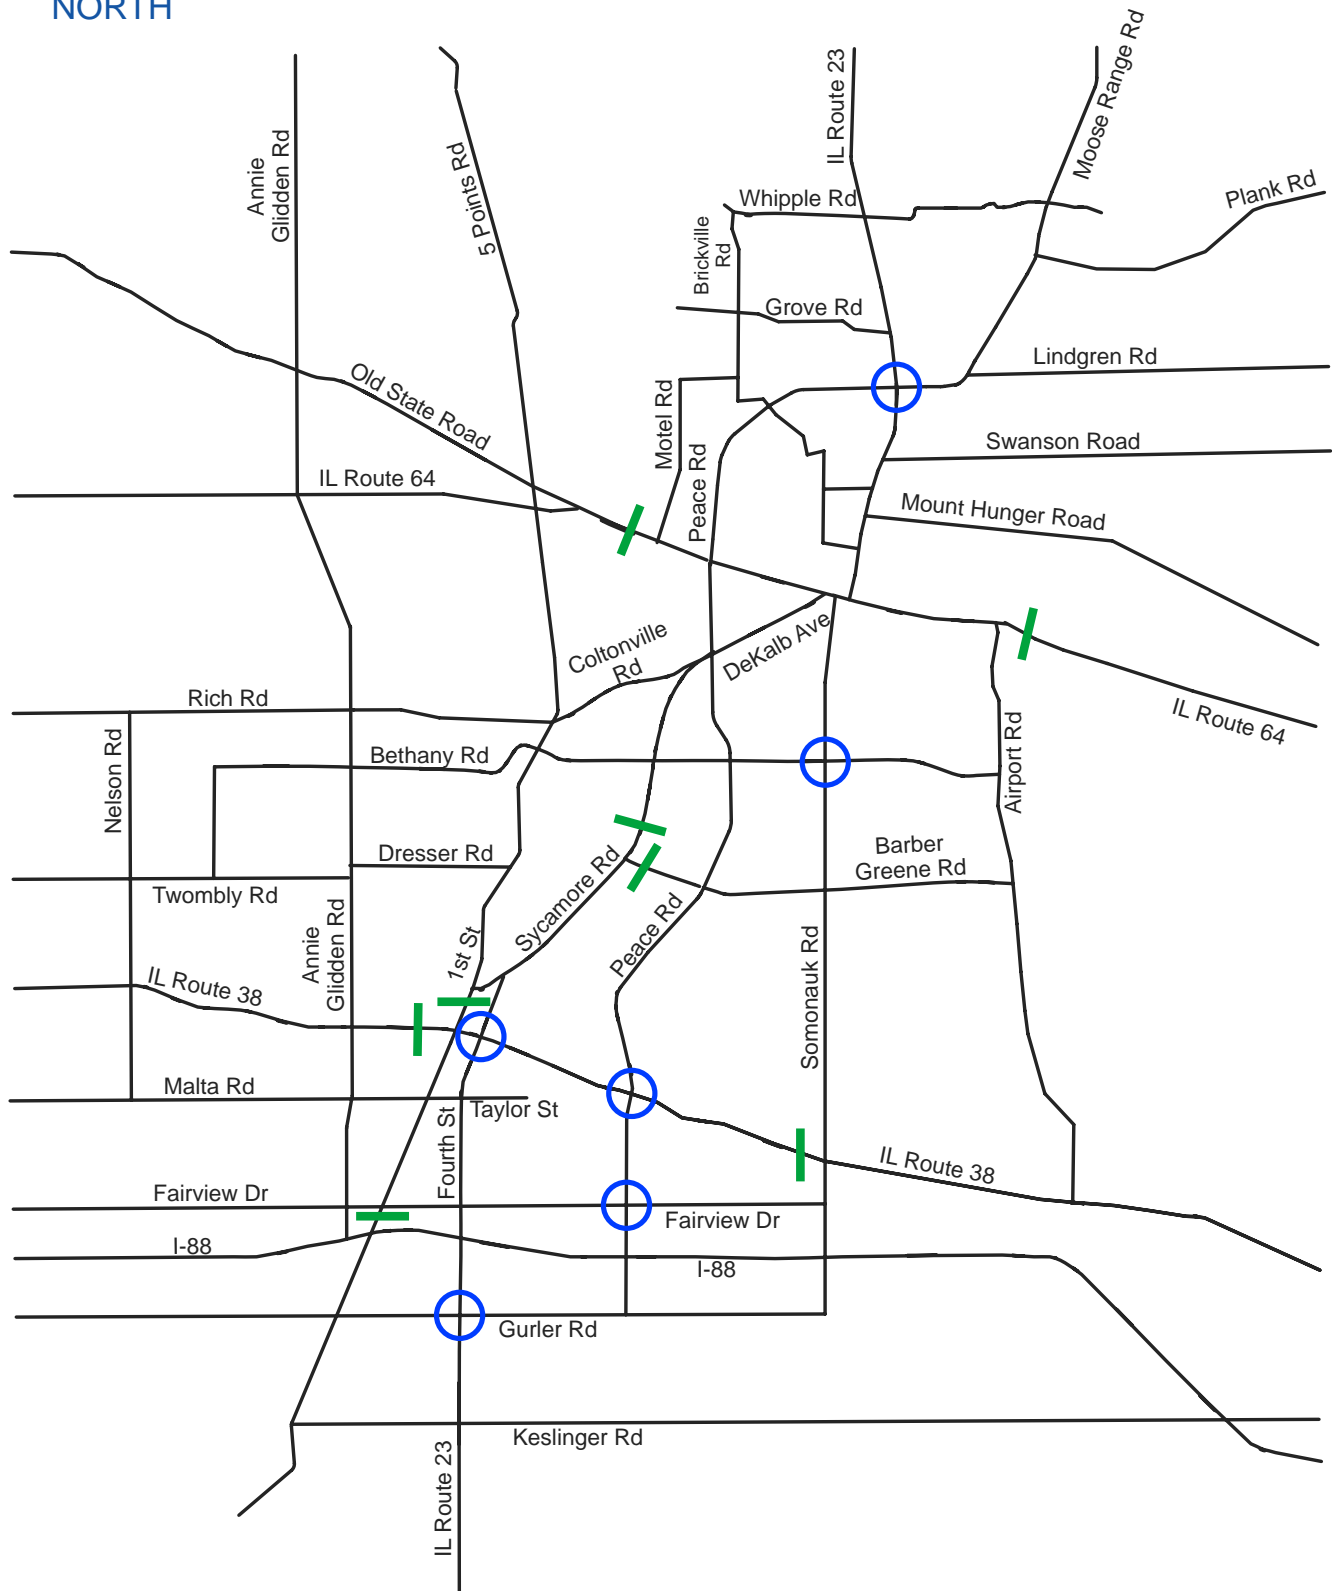 NORTH
Annie
Glidden Rd
5 Points Rd
IL Route 23
Moose Range Rd
Whipple Rd
Plank Rd
Brickville
Rd
Grove Rd
Lindgren Rd
Old State Road
Motel Rd
Peace Rd
Swanson Road
IL Route 64
Mount Hunger Road
Coltonville
Rd
DeKalb Ave
Rich Rd
IL Route 64
Nelson Rd
Bethany Rd
Airport Rd
Dresser Rd
Barber
Greene Rd
Twombly Rd
Sycamore Rd
Annie
Glidden Rd
1st St
Peace Rd
Somonauk Rd
IL Route 38
Malta Rd
Taylor St
Fourth St
IL Route 38
Fairview Dr
Fairview Dr
I-88
I-88
Gurler Rd
Keslinger Rd
IL Route 23